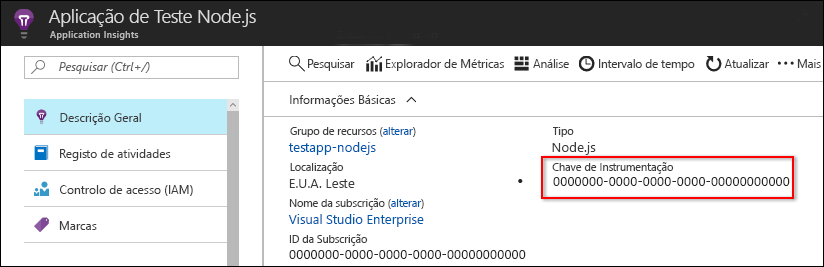 Aplicação de Teste Node.js
Application Insights
Pesquisar (Ctrl+/)
Descrição Geral
Registo de atividades
Controlo de acesso (IAM)
Marcas
Pesquisar Explorador de Métricas Análise Intervalo de tempo Atualizar Mais
Informações Básicas
Grupo de recursos (alterar)
testapp-nodejs
Localização
E.U.A. Leste
Nome da subscrição (alterar)
Visual Studio Enterprise
ID da Subscrição
0000000-0000-0000-0000-00000000000
Tipo
Node.js
Chave de Instrumentação
0000000-0000-0000-0000-00000000000